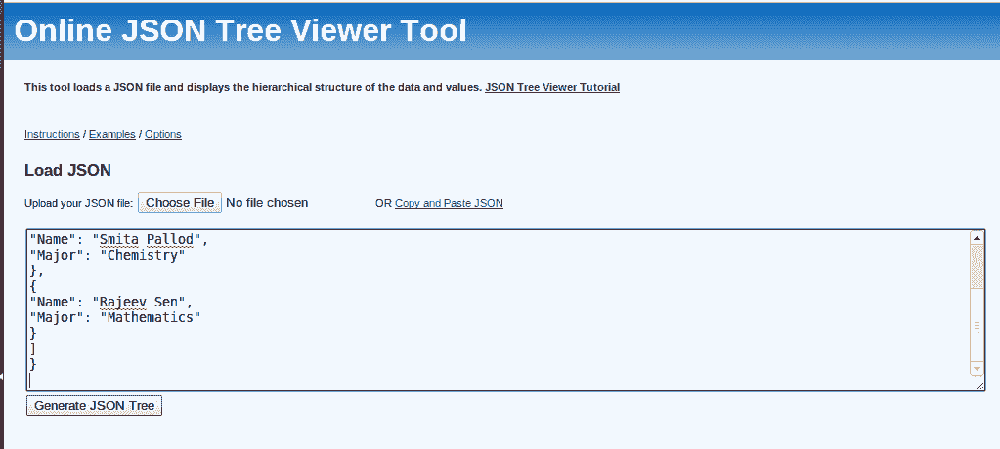 Online JSON Tree Viewer Tool
This tool loads a JSON file and displays the hierarchical structure of the data and values. JSON Tree Viewer Tutorial
Instructions / Examples / Options
Load JSON
Upload your JSON file: Choose File No file chosen OR Copy and Paste JSON
"Name": "Smita Pallod",
"Major": "Chemistry"
},
{
"Name": "Rajeev Sen",
"Major": "Mathematics"
}
]
}
Generate JSON Tree